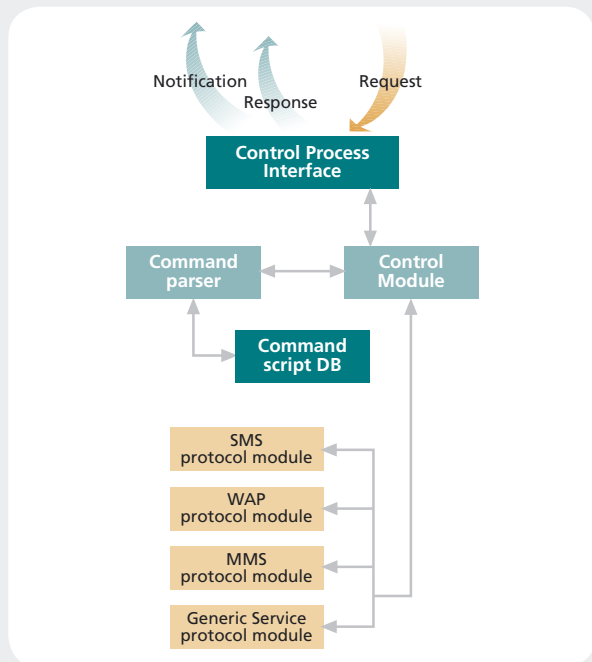 Notification
Response
Request
Control Process
Interface
Command
parser
Control
Module
Command
script DB
SMS
protocol module
WAP
protocol module
MMS
protocol module
Generic Service
protocol module